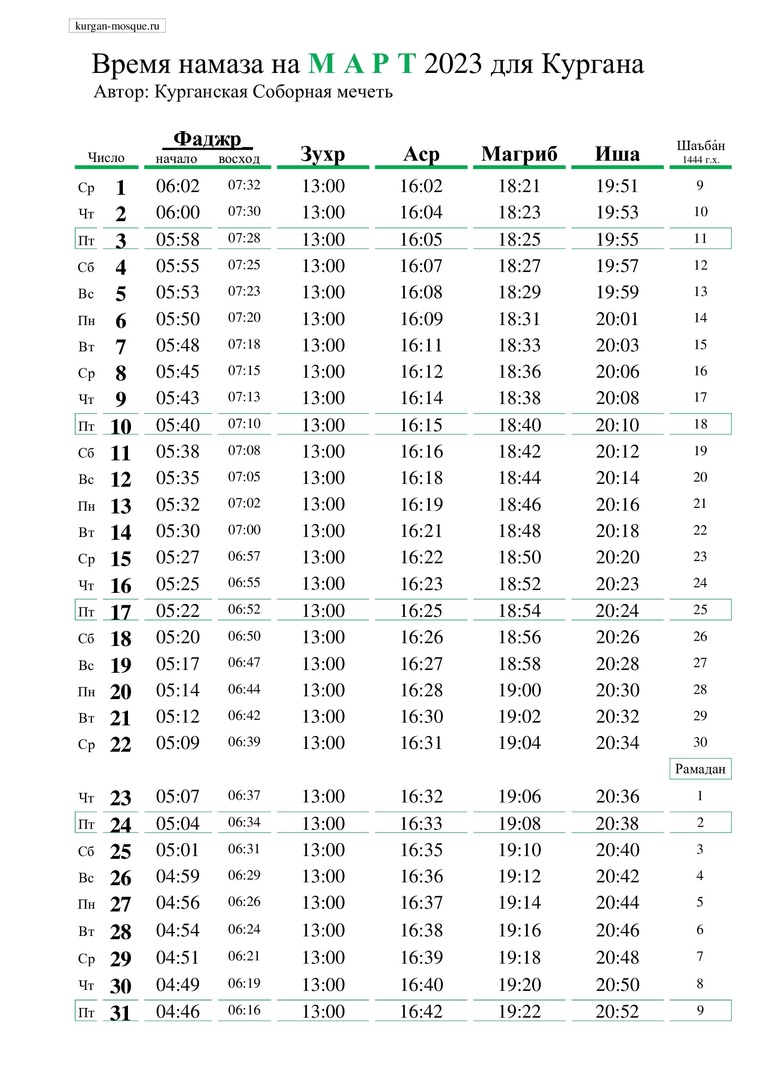 kurgan-mosque.ru
Время намаза на М А Р Т 2023 для Кургана
Автор: Курганская Соборная мечеть
Число Фаджр начало восход Зухр Аср Магриб Иша Шаъба́н 1444 г.х.
Ср 1 06:02 07:32 13:00 16:02 18:21 19:51 9
Чт 2 06:00 07:30 13:00 16:04 18:23 19:53 10
Пт 3 05:58 07:28 13:00 16:05 18:25 19:55 11
Сб 4 05:55 07:25 13:00 16:07 18:27 19:57 12
Вс 5 05:53 07:23 13:00 16:08 18:29 19:59 13
Пн 6 05:50 07:20 13:00 16:09 18:31 20:01 14
Вт 7 05:48 07:18 13:00 16:11 18:33 20:03 15
Ср 8 05:45 07:15 13:00 16:12 18:36 20:06 16
Чт 9 05:43 07:13 13:00 16:14 18:38 20:08 17
Пт 10 05:40 07:10 13:00 16:15 18:40 20:10 18
Сб 11 05:38 07:08 13:00 16:16 18:42 20:12 19
Вс 12 05:35 07:05 13:00 16:18 18:44 20:14 20
Пн 13 05:32 07:02 13:00 16:19 18:46 20:16 21
Вт 14 05:30 07:00 13:00 16:21 18:48 20:18 22
Ср 15 05:27 06:57 13:00 16:22 18:50 20:20 23
Чт 16 05:25 06:55 13:00 16:23 18:52 20:23 24
Пт 17 05:22 06:52 13:00 16:25 18:54 20:24 25
Сб 18 05:20 06:50 13:00 16:26 18:56 20:26 26
Вс 19 05:17 06:47 13:00 16:27 18:58 20:28 27
Пн 20 05:14 06:44 13:00 16:28 19:00 20:30 28
Вт 21 05:12 06:42 13:00 16:30 19:02 20:32 29
Ср 22 05:09 06:39 13:00 16:31 19:04 20:34 30
Рамадан
Чт 23 05:07 06:37 13:00 16:32 19:06 20:36 1
Пт 24 05:04 06:34 13:00 16:33 19:08 20:38 2
Сб 25 05:01 06:31 13:00 16:35 19:10 20:40 3
Вс 26 04:59 06:29 13:00 16:36 19:12 20:42 4
Пн 27 04:56 06:26 13:00 16:37 19:14 20:44 5
Вт 28 04:54 06:24 13:00 16:38 19:16 20:46 6
Ср 29 04:51 06:21 13:00 16:39 19:18 20:48 7
Чт 30 04:49 06:19 13:00 16:40 19:20 20:50 8
Пт 31 04:46 06:16 13:00 16:42 19:22 20:52 9